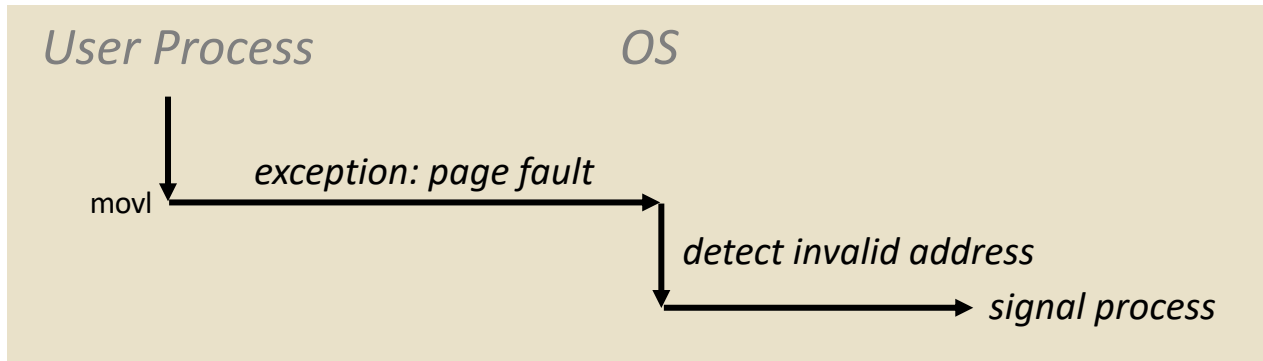 User Process
OS
exception: page fault
movl
detect invalid address
signal process